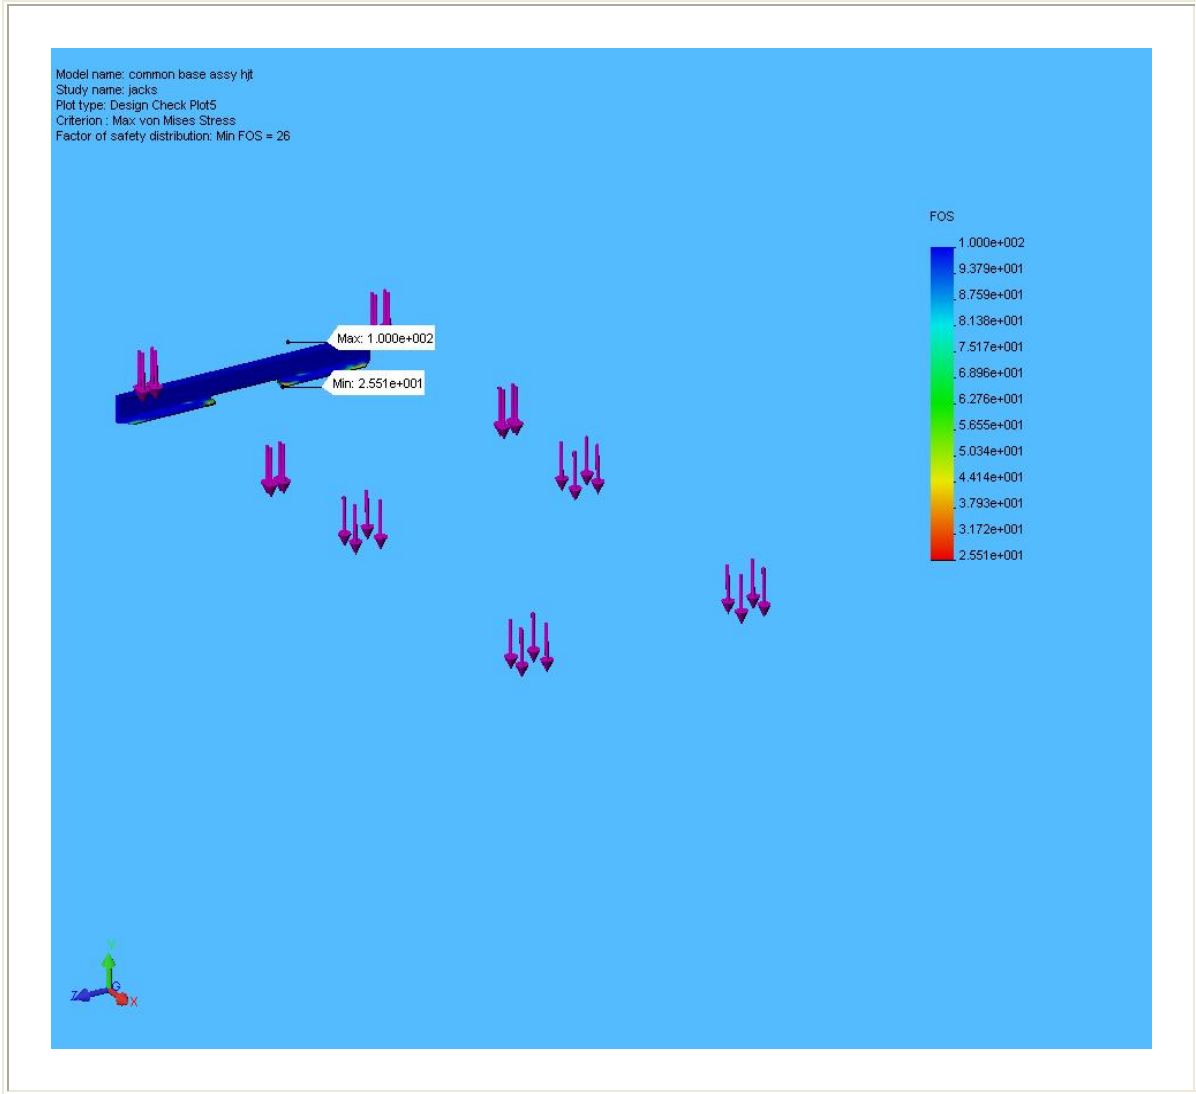 Model name: common base assy hjt
Study name: jacks
Plot type: Design Check Plot5
Criterion : Max von Mises Stress
Factor of safety distribution: Min FOS = 26
FOS
1.000e+002
9.379e+001
8.759e+001
8.138e+001
7.517e+001
6.896e+001
6.276e+001
5.655e+001
5.034e+001
4.414e+001
3.793e+001
3.172e+001
2.551e+001
Max: 1.000e+002
Min: 2.551e+001
Y
G
Z
X